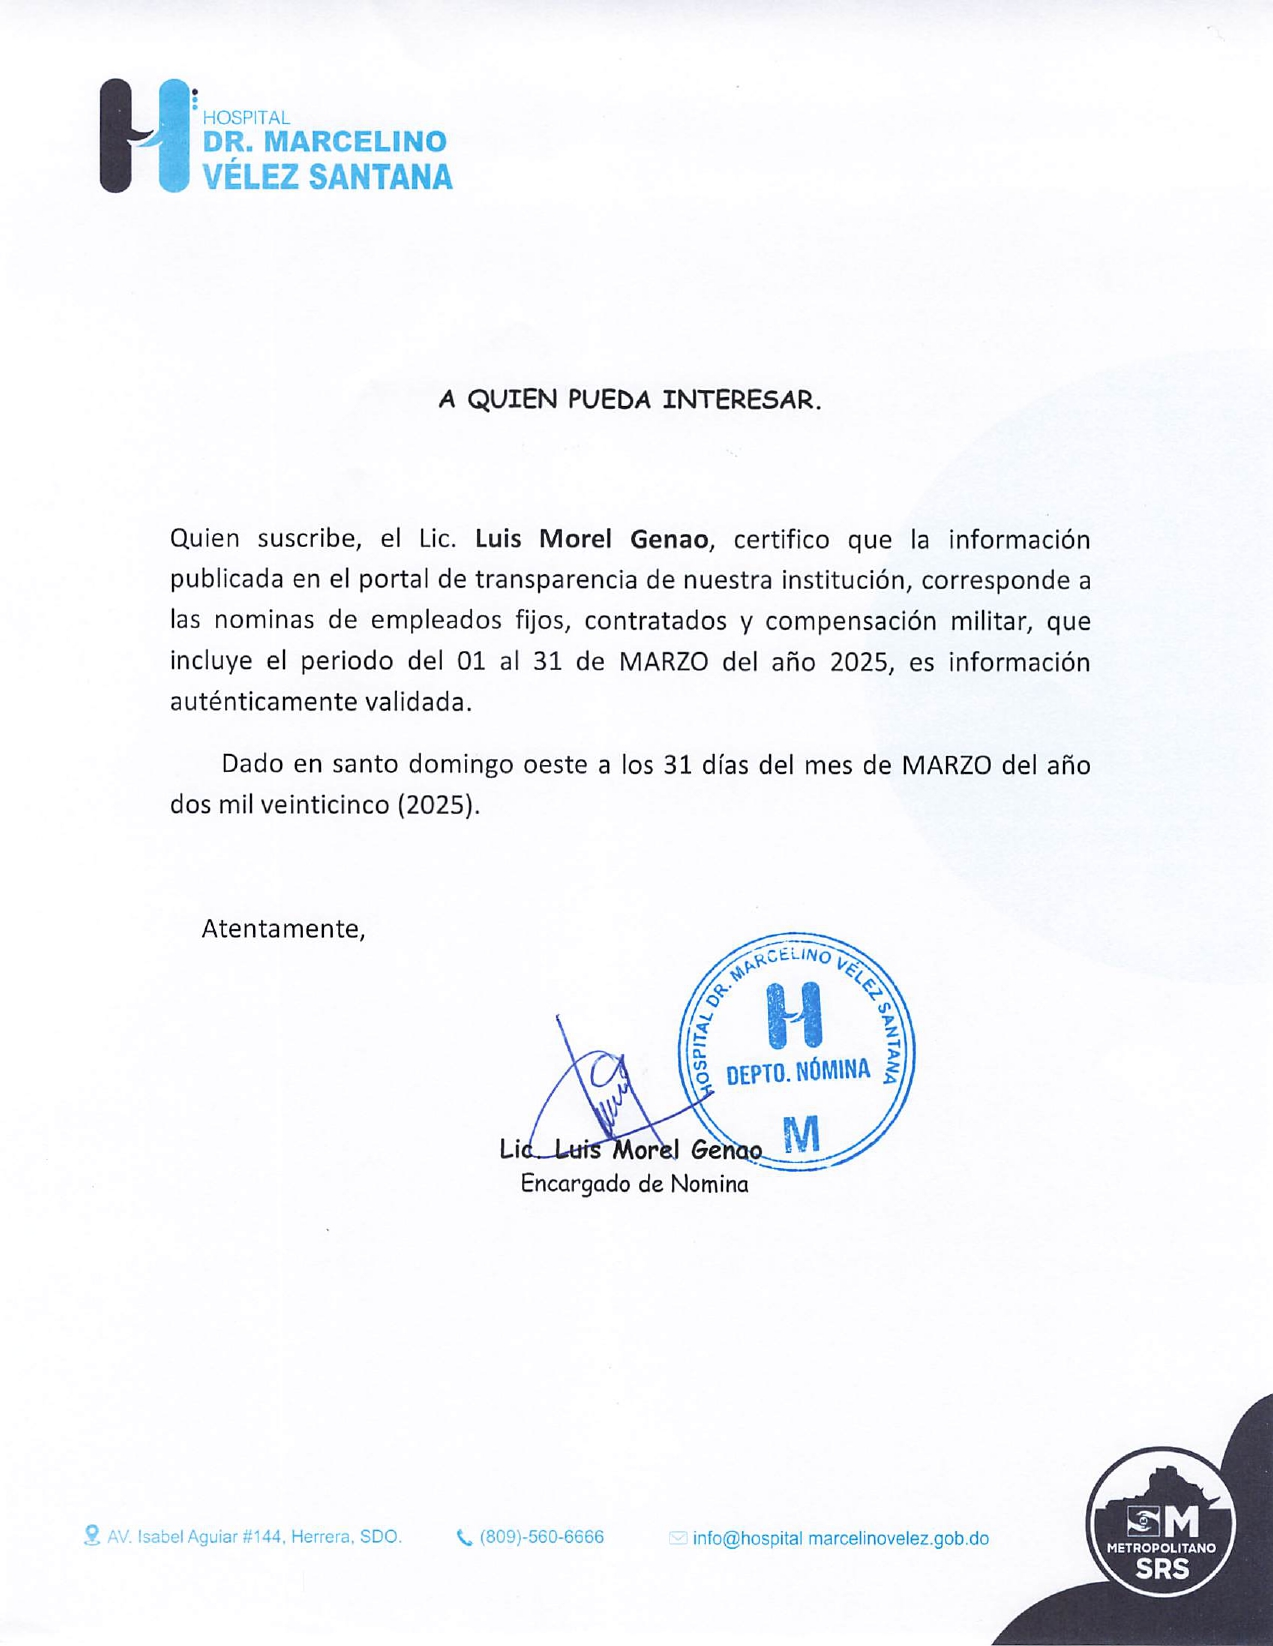 HOSPITAL
DR. MARCELINO
VÉLEZ SANTANA
A QUIEN PUEDA INTERESAR.
Quien suscribe, el Lic. Luis Morel Genao, certifico que la información
publicada en el portal de transparencia de nuestra institución, corresponde a
las nominas de empleados fijos, contratados y compensación militar, que
incluye el periodo del 01 al 31 de MARZO del año 2025, es información
auténticamente validada.
Dado en santo domingo oeste a los 31 días del mes de MARZO del año
dos mil veinticinco (2025).
Atentamente,
HOSPITAL DR. MARCELINO VÉLEZ SANTANA
H
DEPTO. NÓMINA
M
Lic. Luis Morel Genao
Encargado de Nomina
AV. Isabel Aguiar #144, Herrera, SDO.
(809)-560-6666
info@hospital marcelinovelez.gob.do
SM
METROPOLITANO
SRS